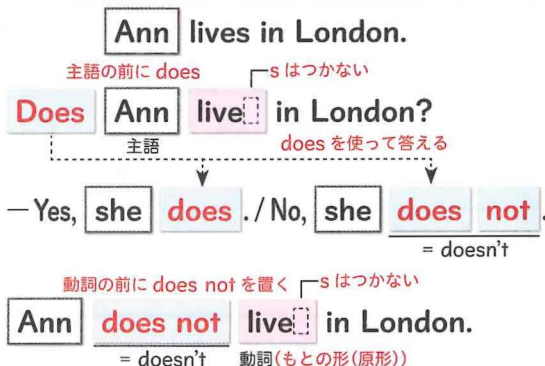 Ann lives in London.
主語の前に does sはつかない
Does Ann live in London?
主語 does を使って答える
—Yes, she does. / No, she does not.
= doesn't
動詞の前に does not を置く sはつかない
Ann does not live in London.
= doesn't 動詞(もとの形(原形))